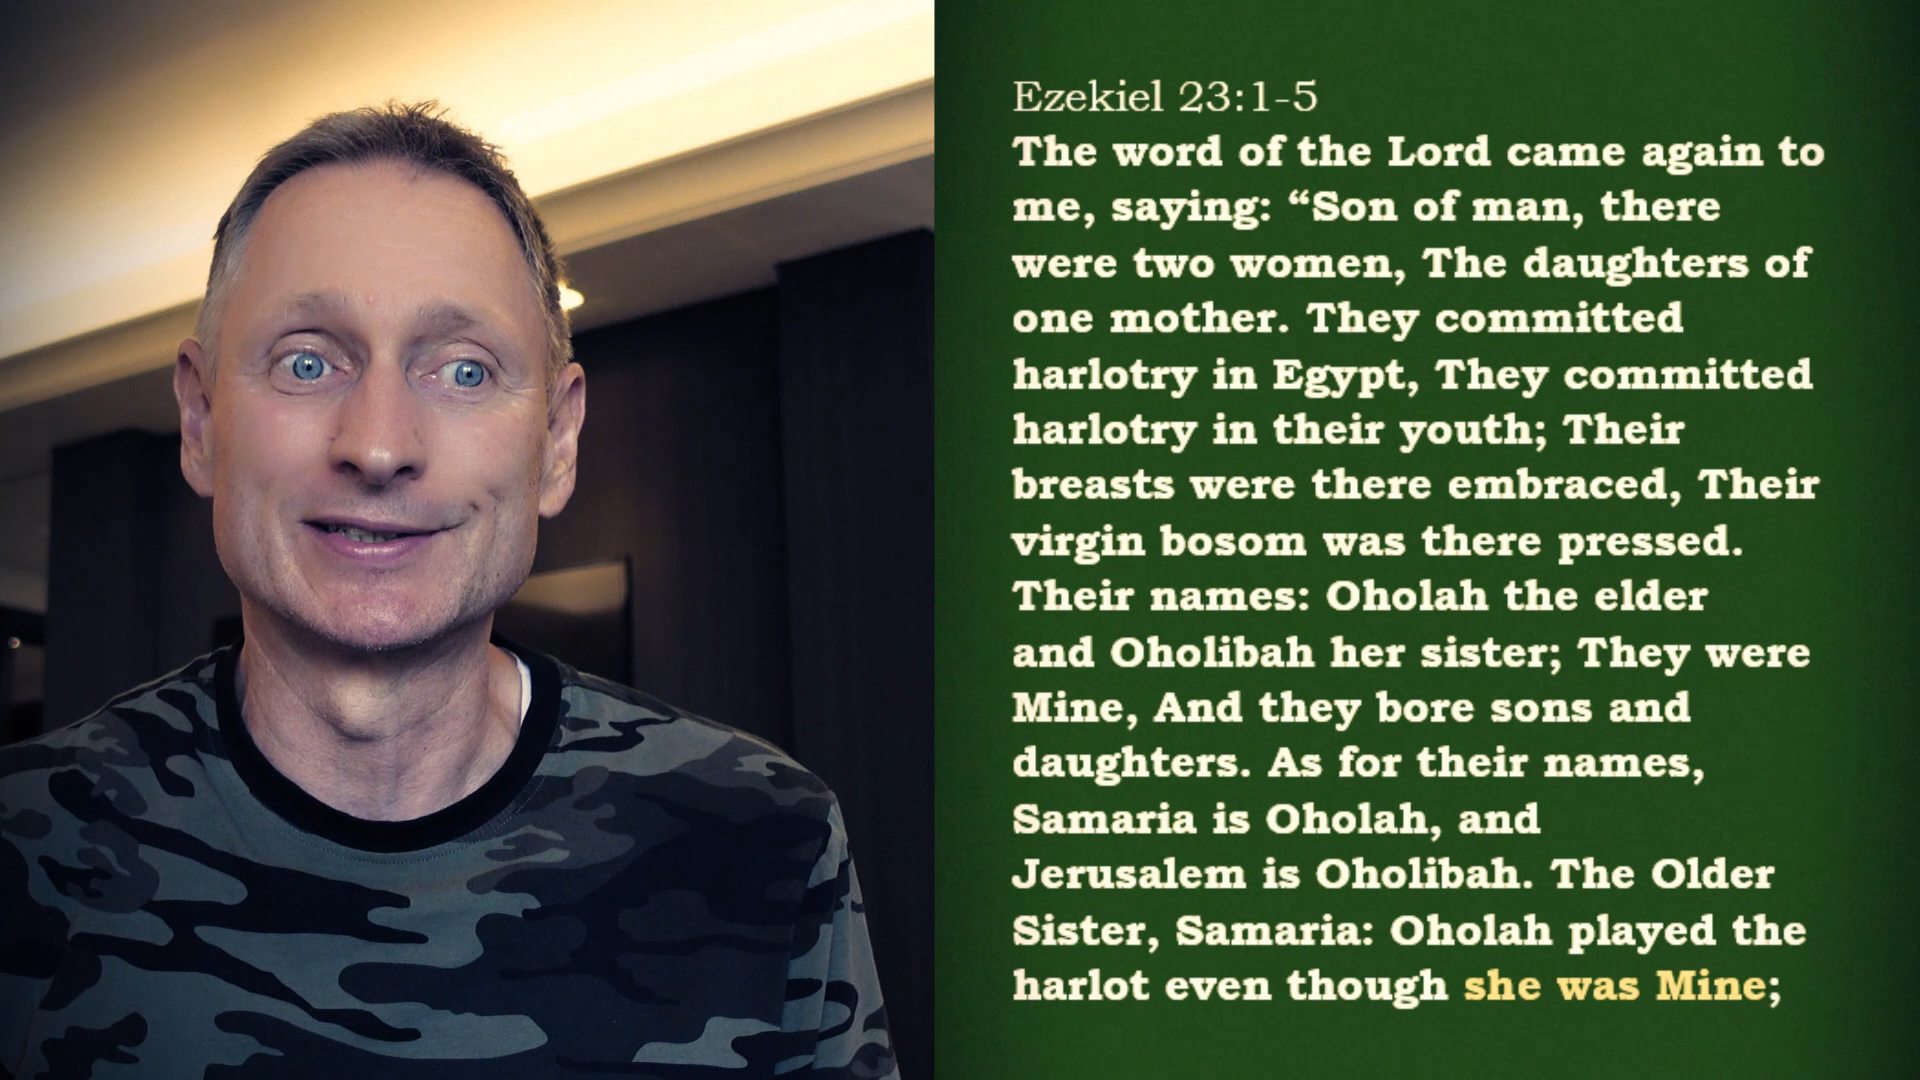 Ezekiel 23:1-5
The word of the Lord came again to
me, saying: “Son of man, there
were two women, The daughters of
one mother. They committed
harlotry in Egypt, They committed
harlotry in their youth; Their
breasts were there embraced, Their
virgin bosom was there pressed.
Their names: Oholah the elder
and Oholibah her sister; They were
Mine, And they bore sons and
daughters. As for their names,
Samaria is Oholah, and
Jerusalem is Oholibah. The Older
Sister, Samaria: Oholah played the
harlot even though she was Mine;